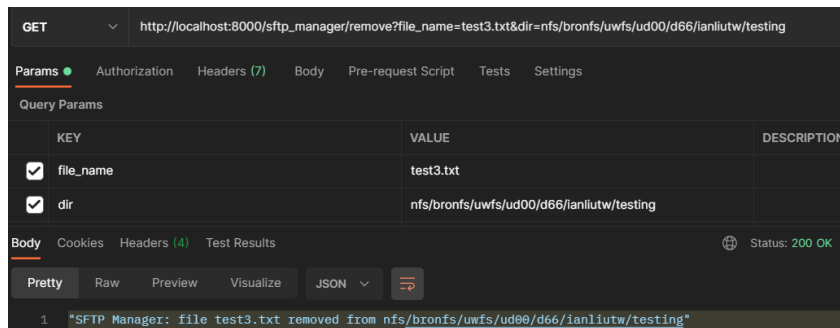 GET http://localhost:8000/sftp_manager/remove?file_name=test3.txt&dir=nfs/bronfs/uwfs/ud00/d66/ianliutw/testing
Params Authorization Headers (7) Body Pre-request Script Tests Settings
Query Params
KEY VALUE DESCRIPTION
file_name test3.txt
dir nfs/bronfs/uwfs/ud00/d66/ianliutw/testing
Body Cookies Headers (4) Test Results Status: 200 OK
Pretty Raw Preview Visualize JSON
1 "SFTP Manager: file test3.txt removed from nfs/bronfs/uwfs/ud00/d66/ianliutw/testing"